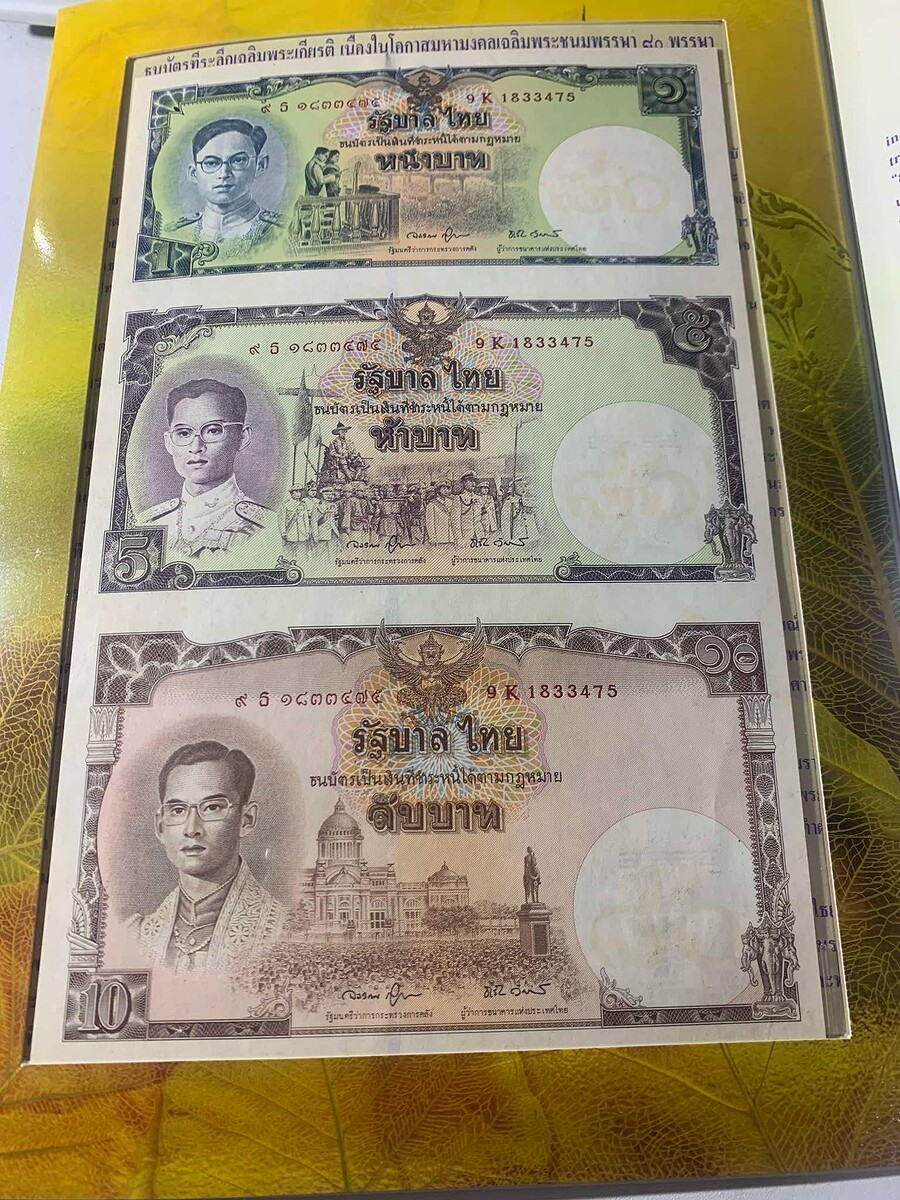 ธนบัตรที่ระลึกเฉลิมพระเกียรติ เนื่องในโอกาสมหามงคลเฉลิมพระชนมพรรษา ๘๐ พรรษา
๙ ธ ๑๘๓๓๔๗๕ 9 K 1833475 ๑
รัฐบาลไทย
ธนบัตรเป็นเงินที่ชำระหนี้ได้ตามกฎหมาย
หนึ่งบาท
รัฐมนตรีว่าการกระทรวงการคลัง ผู้ว่าการธนาคารแห่งประเทศไทย
1
๙ ธ ๑๘๓๓๔๗๕ 9 K 1833475 ๕
รัฐบาลไทย
ธนบัตรเป็นเงินที่ชำระหนี้ได้ตามกฎหมาย
ห้าบาท
รัฐมนตรีว่าการกระทรวงการคลัง ผู้ว่าการธนาคารแห่งประเทศไทย
5
๑๐
๙ ธ ๑๘๓๓๔๗๕ 9 K 1833475
รัฐบาลไทย
ธนบัตรเป็นเงินที่ชำระหนี้ได้ตามกฎหมาย
สิบบาท
10
รัฐมนตรีว่าการกระทรวงการคลัง ผู้ว่าการธนาคารแห่งประเทศไทย